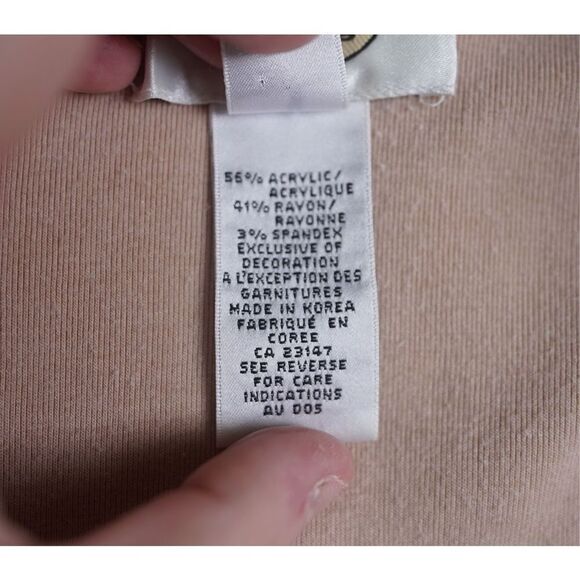 56% ACRYLIC/
ACRYLIQUE
41% RAYON/
RAYONNE
3% SPANDEX
EXCLUSIVE OF
DECORATION
A L'EXCEPTION DES
GARNITURES
MADE IN KOREA
FABRIQUÉ EN
COREE
CA 23147
SEE REVERSE
FOR CARE
INDICATIONS
AU DOS